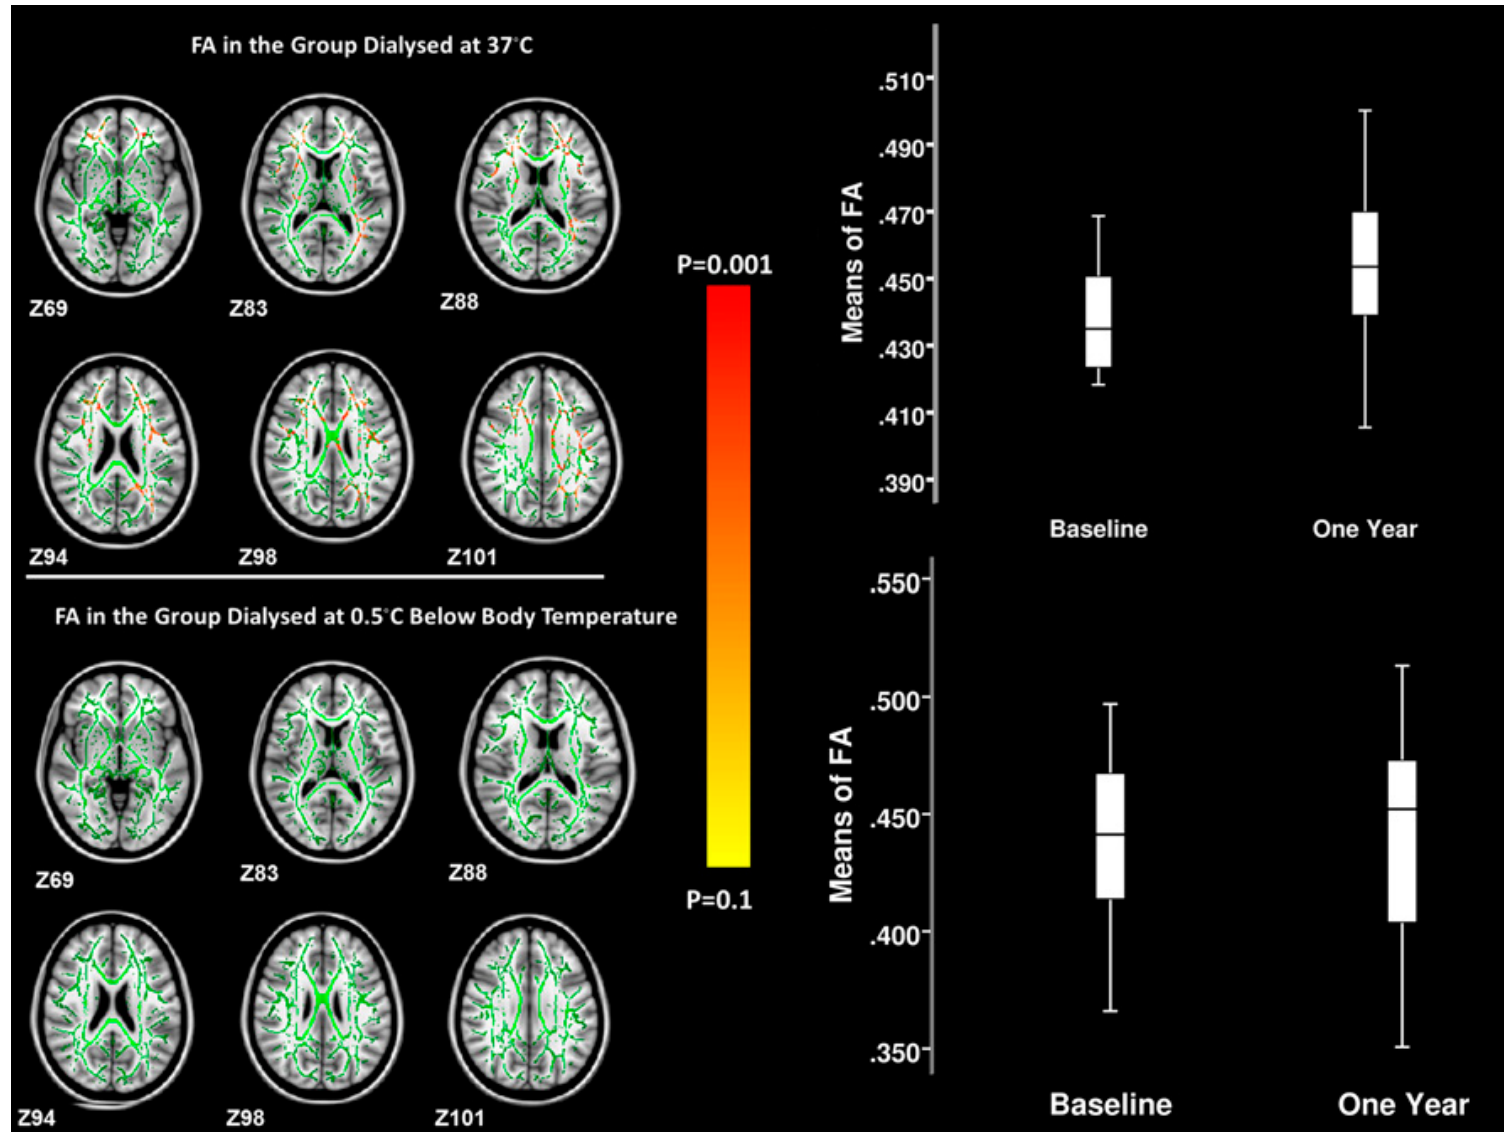 FA in the Group Dialysed at 37°C
Z69
Z83
Z88
Z94
Z98
Z101
FA in the Group Dialysed at 0.5°C Below Body Temperature
Z69
Z83
Z88
Z94
Z98
Z101
P=0.001
P=0.1
Means of FA
.510
.490
.470
.450
.430
.410
.390
Baseline
One Year
Means of FA
.550
.500
.450
.400
.350
Baseline
One Year